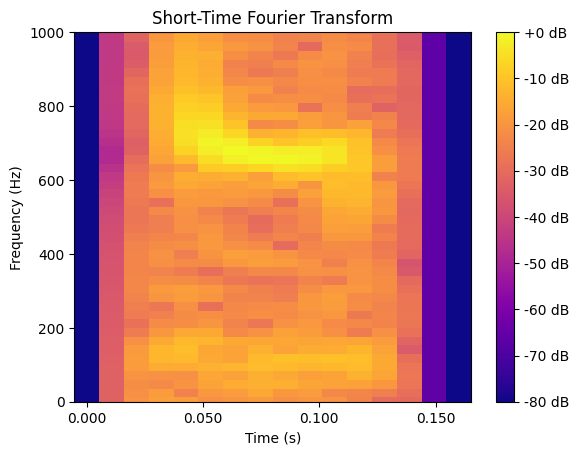 Short-Time Fourier Transform
1000
800
600
400
200
0
Frequency (Hz)
0.000
0.050
0.100
0.150
Time (s)
+0 dB
-10 dB
-20 dB
-30 dB
-40 dB
-50 dB
-60 dB
-70 dB
-80 dB